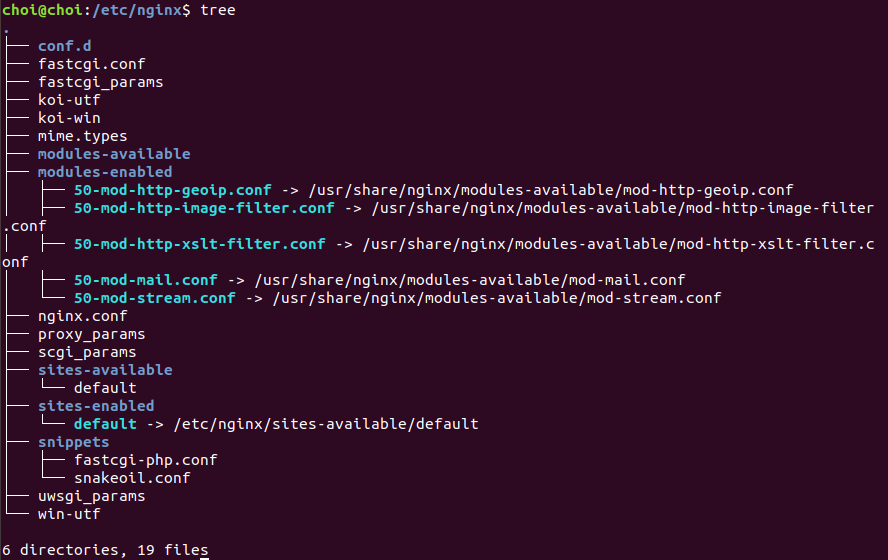 choi@choi:/etc/nginx$ tree
.
├── conf.d
├── fastcgi.conf
├── fastcgi_params
├── koi-utf
├── koi-win
├── mime.types
├── modules-available
├── modules-enabled
│   ├── 50-mod-http-geoip.conf -> /usr/share/nginx/modules-available/mod-http-geoip.conf
│   ├── 50-mod-http-image-filter.conf -> /usr/share/nginx/modules-available/mod-http-image-filter
.conf
│   ├── 50-mod-http-xslt-filter.conf -> /usr/share/nginx/modules-available/mod-http-xslt-filter.c
onf
│   ├── 50-mod-mail.conf -> /usr/share/nginx/modules-available/mod-mail.conf
│   └── 50-mod-stream.conf -> /usr/share/nginx/modules-available/mod-stream.conf
├── nginx.conf
├── proxy_params
├── scgi_params
├── sites-available
│   └── default
├── sites-enabled
│   └── default -> /etc/nginx/sites-available/default
├── snippets
│   ├── fastcgi-php.conf
│   └── snakeoil.conf
├── uwsgi_params
└── win-utf

6 directories, 19 files